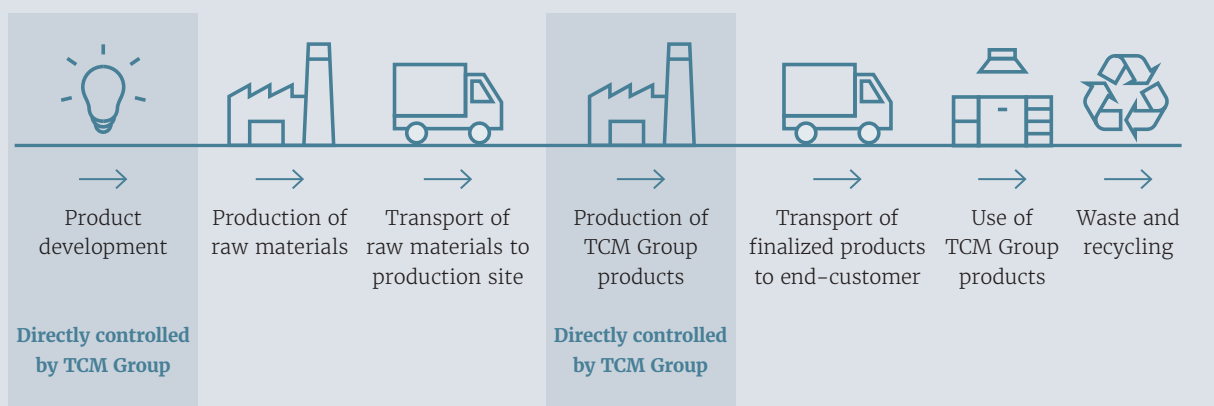 Product
development
Directly controlled
by TCM Group
Production of
raw materials
Transport of
raw materials to
production site
Production of
TCM Group
products
Directly controlled
by TCM Group
Transport of
finalized products
to end-customer
Use of
TCM Group
products
Waste and
recycling